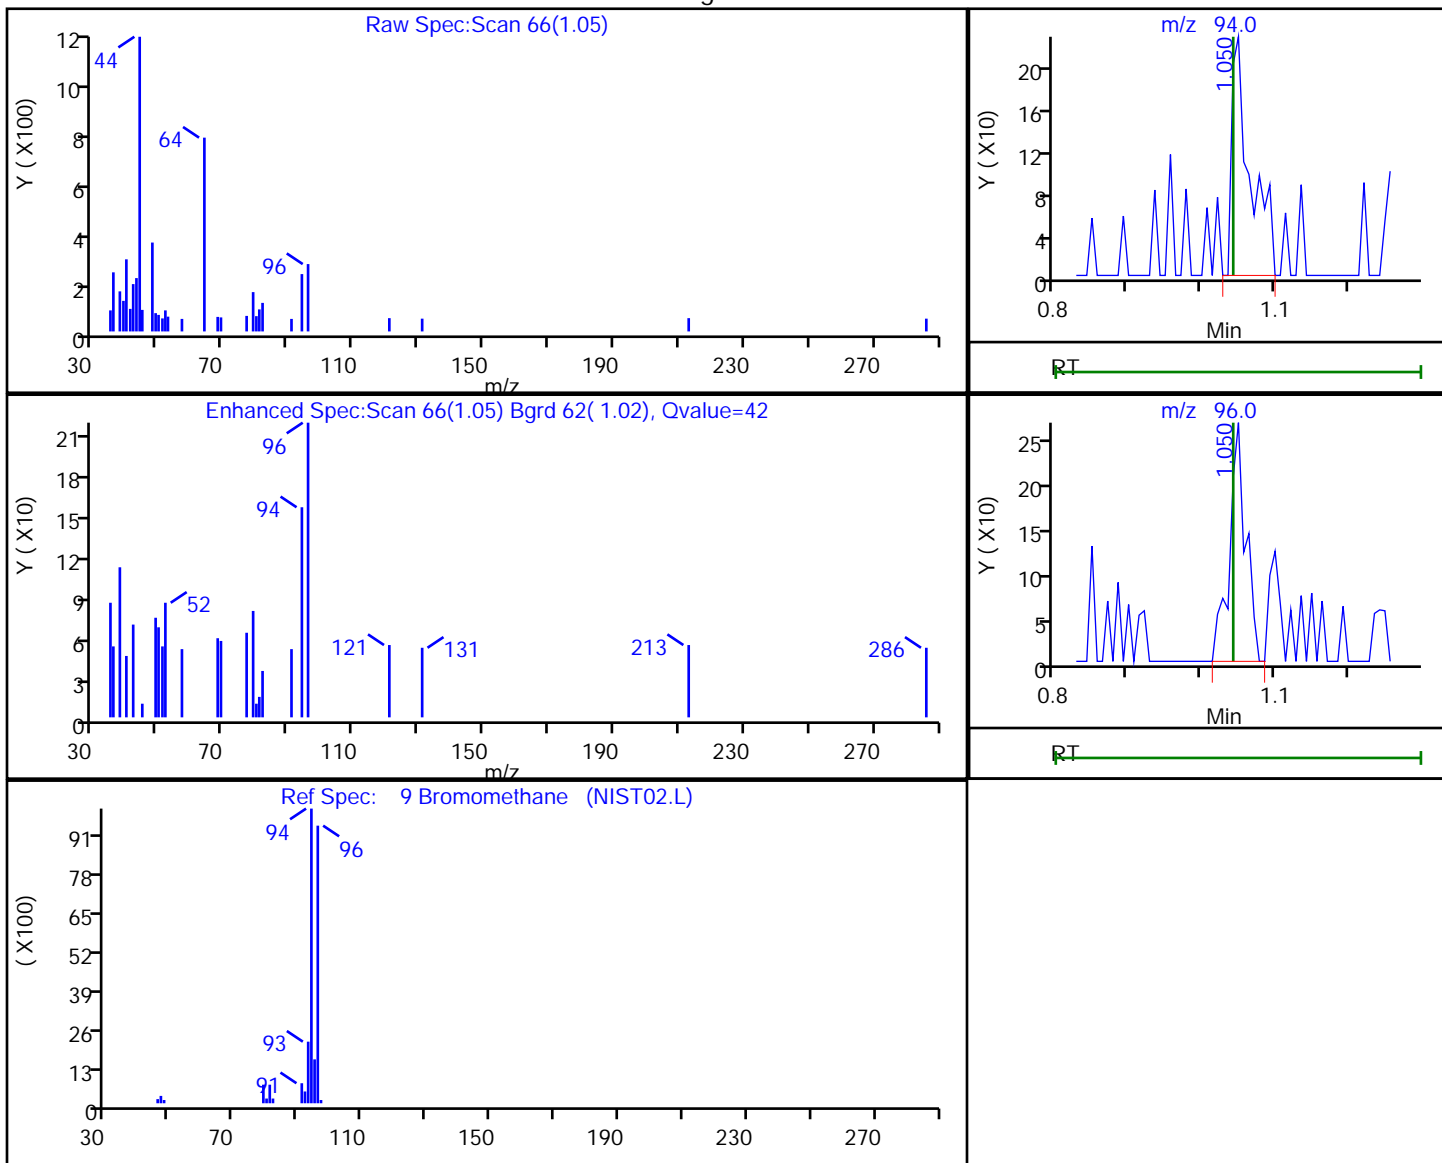 Raw Spec:Scan 66(1.05)
Y ( X100)
12
10
8
6
4
2
0
44
64
96
30 70 110 150 190 230 270
m/z
m/z 94.0
Y ( X10)
20
16
12
8
4
0
1.050
0.8 1.1
Min
RT
Enhanced Spec:Scan 66(1.05) Bgrd 62( 1.02), Qvalue=42
Y ( X10)
21
18
15
12
9
6
3
0
96
94
52
121
131
213
286
30 70 110 150 190 230 270
m/z
m/z 96.0
Y ( X10)
25
20
15
10
5
0
1.050
0.8 1.1
Min
RT
Ref Spec: 9 Bromomethane (NIST02.L)
( X100)
91
78
65
52
39
26
13
0
94
96
93
91
30 70 110 150 190 230 270